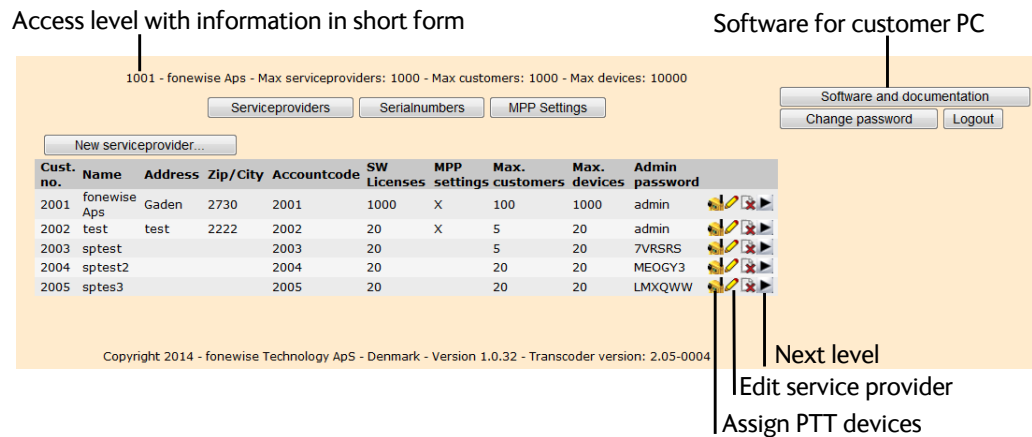 Access level with information in short form
Software for customer PC
1001 - fonewise Aps - Max serviceproviders: 1000 - Max customers: 1000 - Max devices: 10000
Serviceproviders Serialnumbers MPP Settings
Software and documentation
Change password Logout
New serviceprovider...
Cust. no. Name Address Zip/City Accountcode SW Licenses MPP settings Max. customers Max. devices Admin password
2001 fonewise Aps Gaden 2730 2001 1000 X 100 1000 admin
2002 test test 2222 2002 20 X 5 20 admin
2003 sptest 2003 20 5 20 7VRSRS
2004 sptest2 2004 20 20 20 MEOGY3
2005 sptes3 2005 20 20 20 LMXQWW
Copyright 2014 - fonewise Technology ApS - Denmark - Version 1.0.32 - Transcoder version: 2.05-0004
Next level
Edit service provider
Assign PTT devices